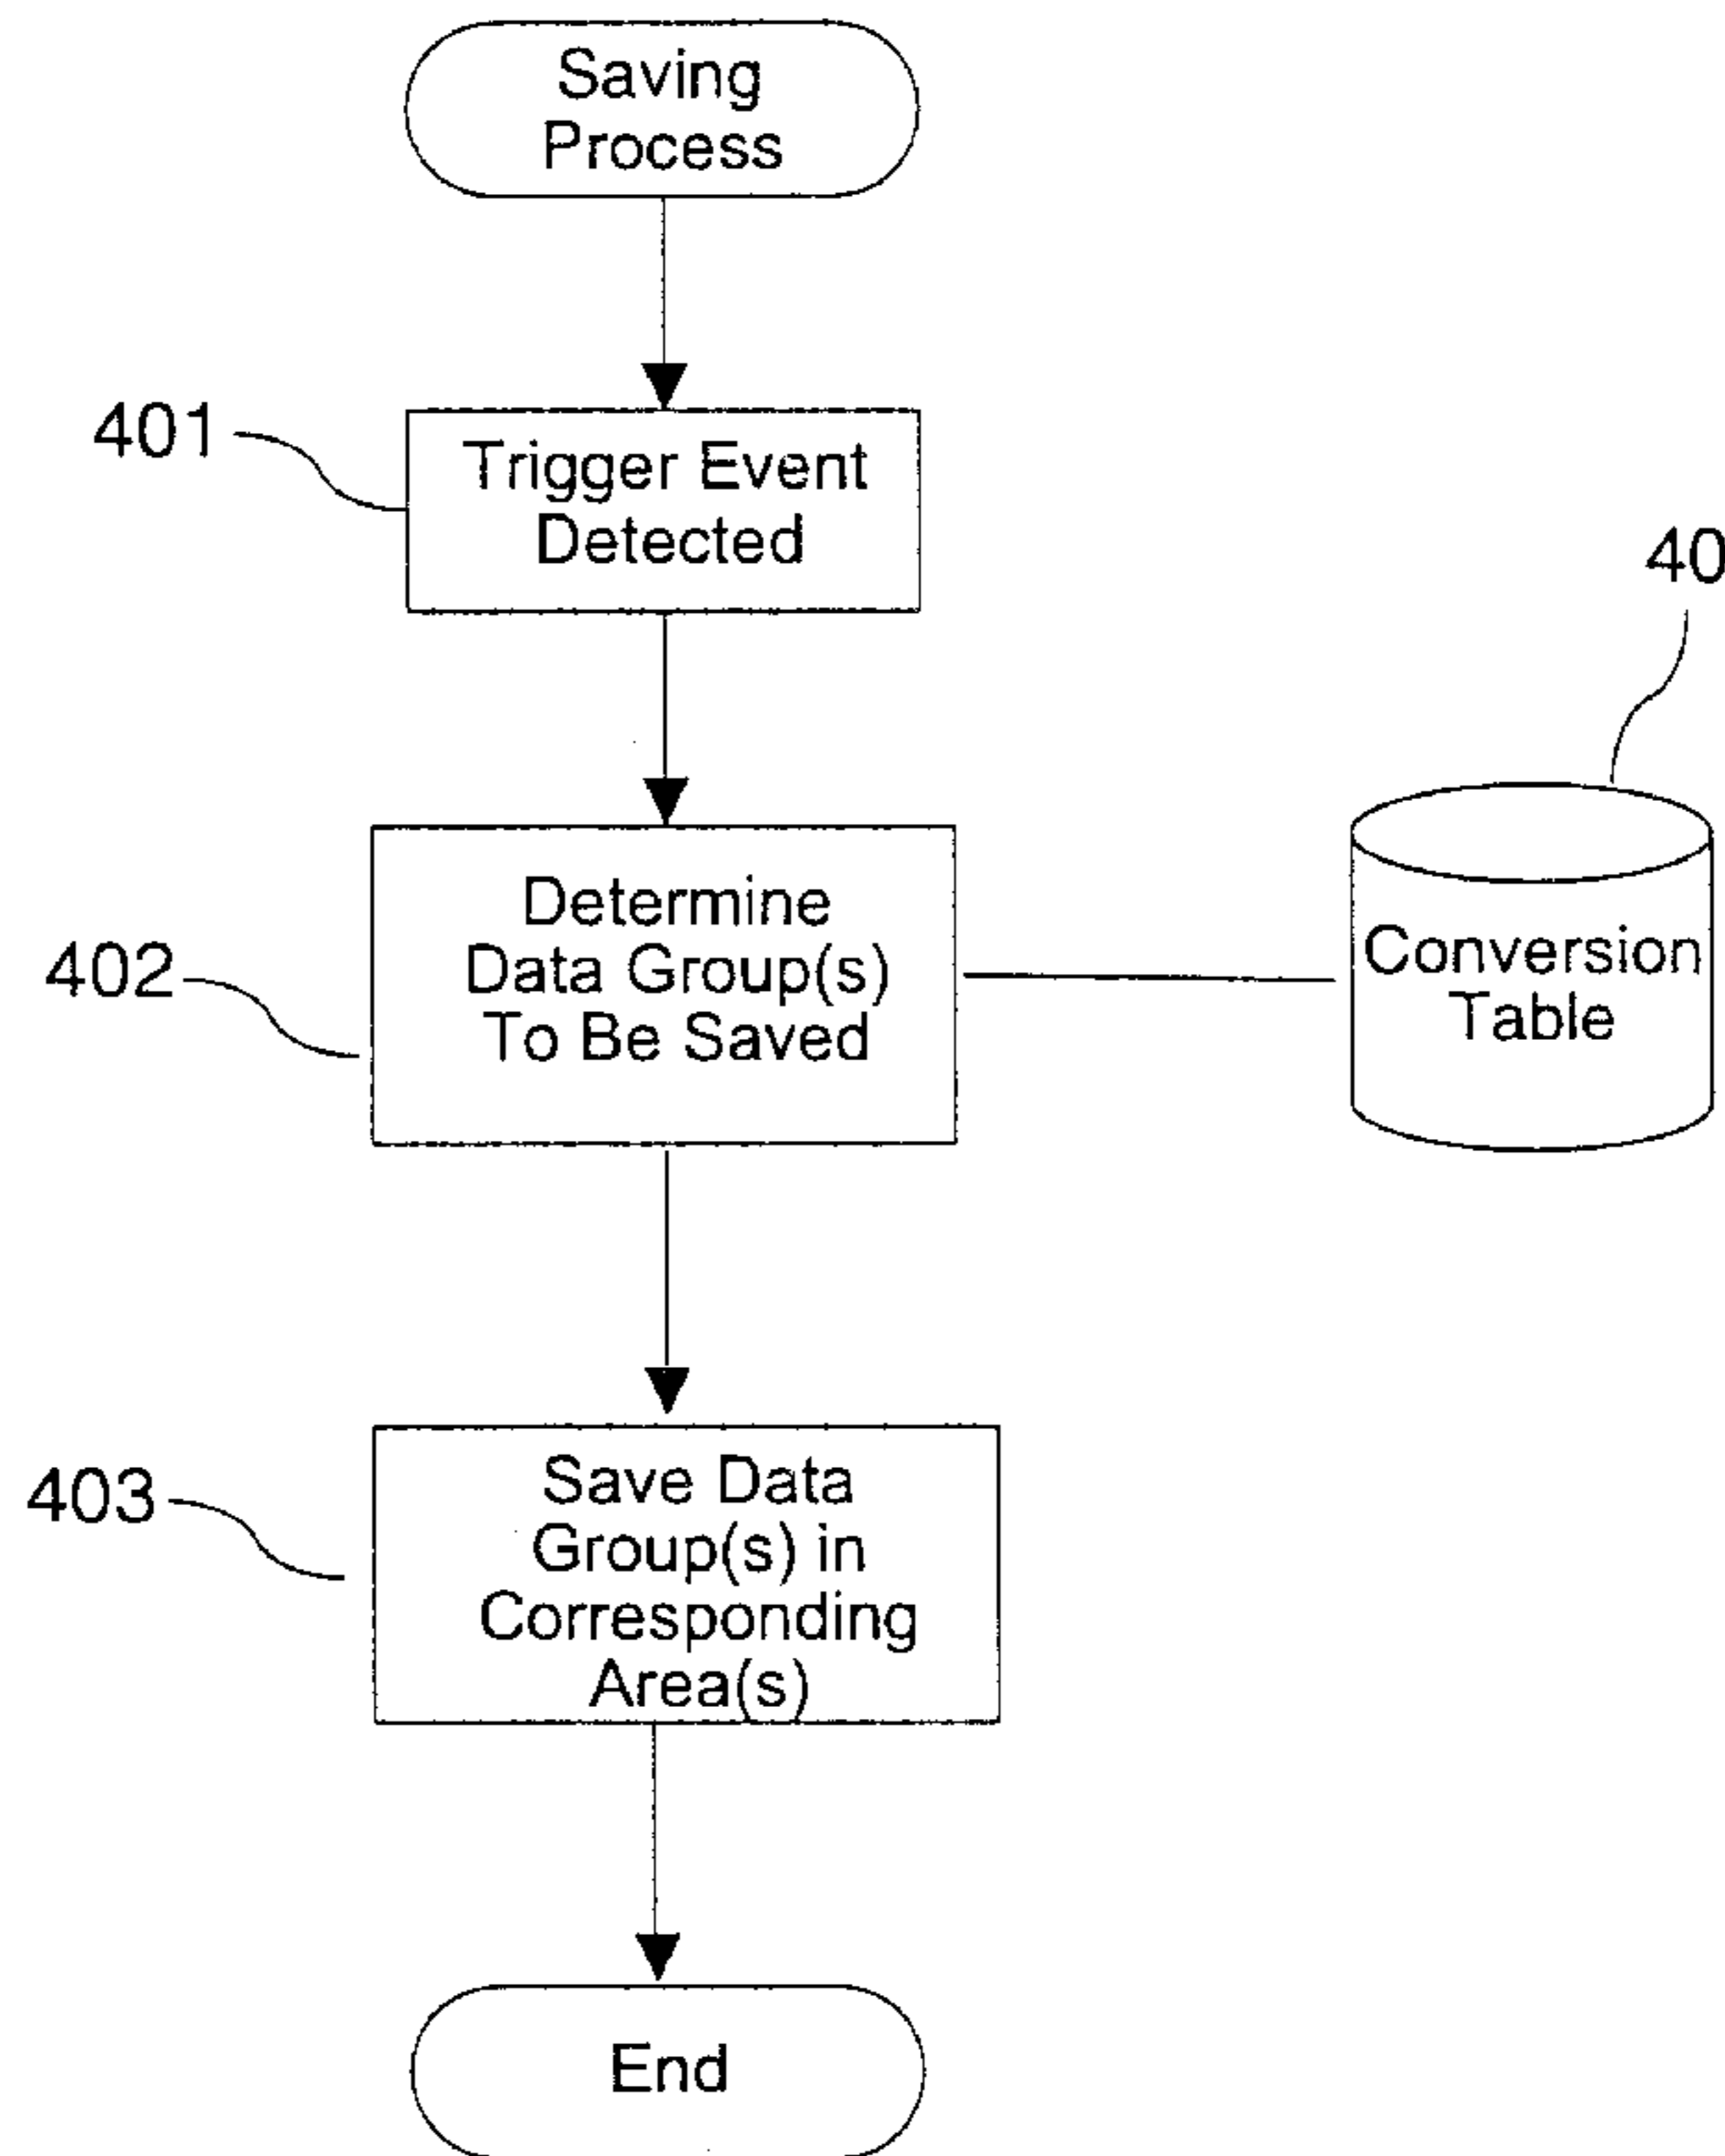 Saving
Process
401
Trigger Event
Detected
40
402
Determine
Data Group(s)
To Be Saved
Conversion
Table
403
Save Data
Group(s) in
Corresponding
Area(s)
End